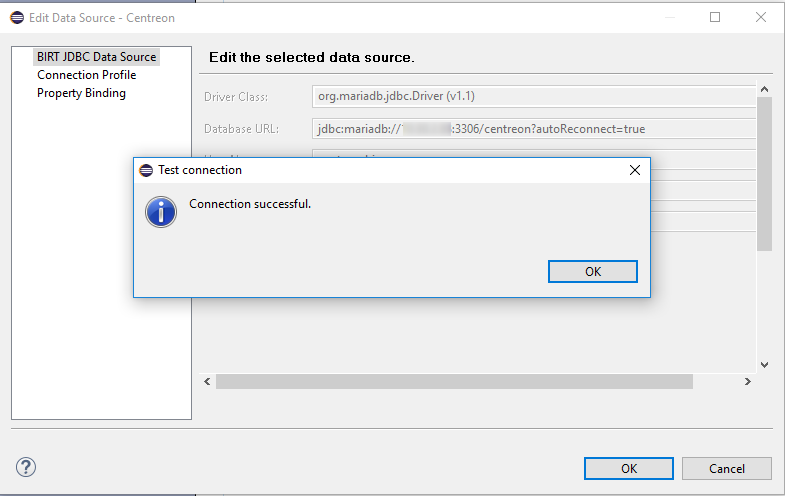 Edit Data Source - Centreon
BIRT JDBC Data Source
Connection Profile
Property Binding
Edit the selected data source.
Driver Class:
org.mariadb.jdbc.Driver (v1.1)
Database URL:
jdbc:mariadb:// :3306/centreon?autoReconnect=true
Test connection
Connection successful.
OK
?
OK
Cancel